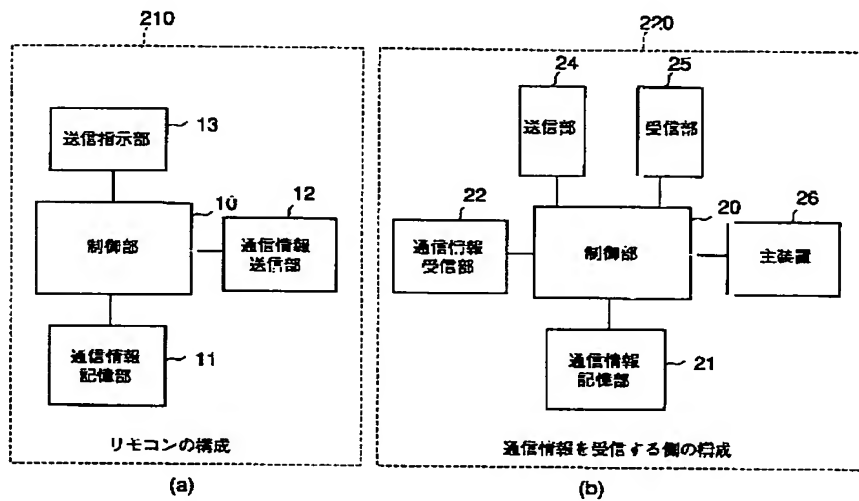 210
送信指示部
13
10
制御部
12
通信情報
送信部
通信情報
記憶部
11
リモコンの構成
(a)
220
24
送信部
25
受信部
22
通信情報
受信部
20
制御部
26
主装置
通信情報
記憶部
21
通信情報を受信する側の構成
(b)